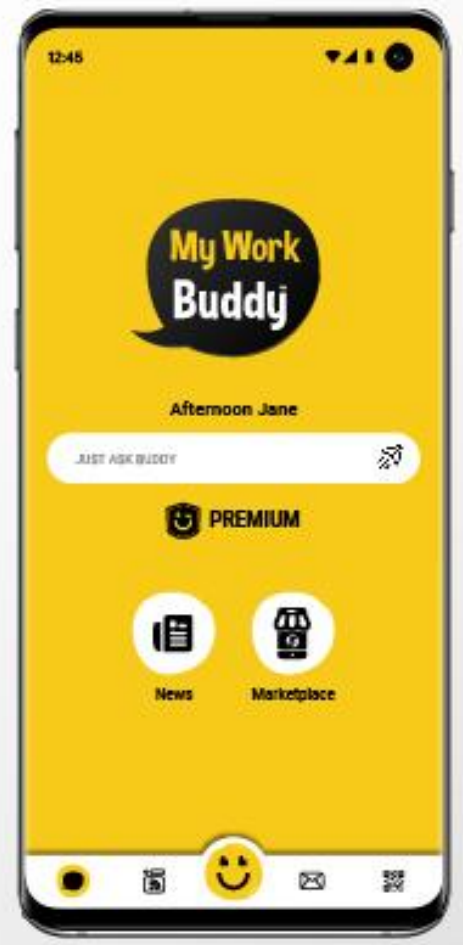 12:45
My Work
Buddy
Afternoon Jane
JUST ASK BUDDY
PREMIUM
News
Marketplace